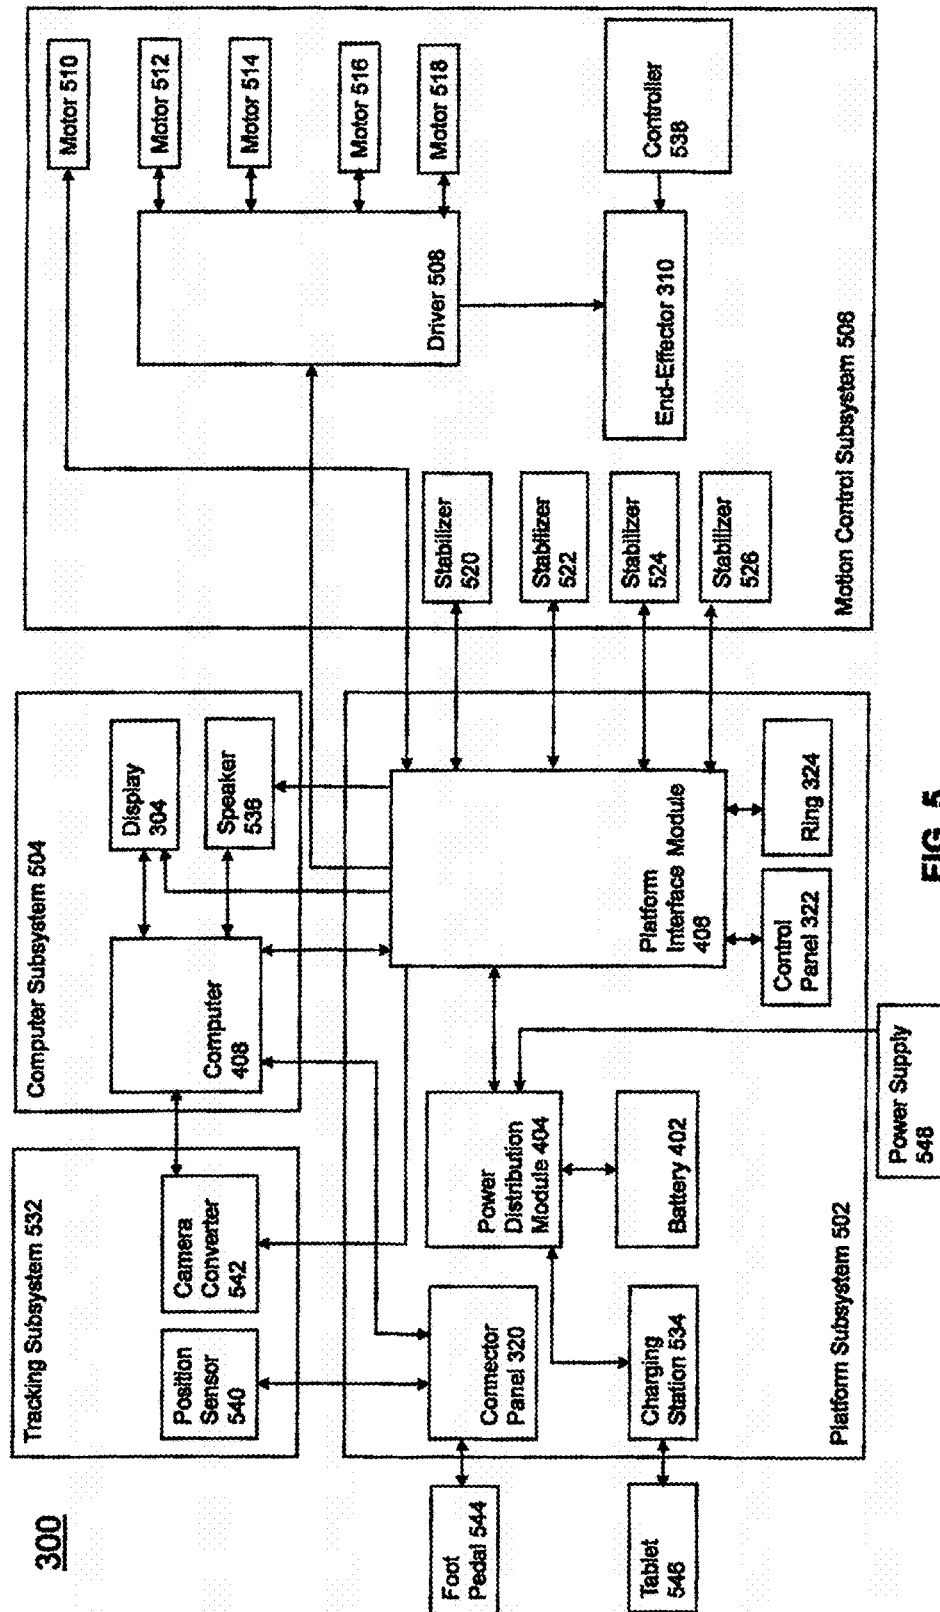 300
Tracking Subsystem 532
Position
Sensor
540
Camera
Converter
542
Computer Subsystem 504
Computer
408
Display
304
Speaker
536
Foot
Pedal 544
Tablet
546
Connector
Panel 320
Charging
Station 534
Power
Distribution
Module 404
Battery 402
Platform
Interface Module
406
Control
Panel 322
Ring 324
Platform Subsystem 502
Power Supply
548
Motor 510
Motor 512
Motor 514
Motor 516
Motor 518
Driver 508
Controller
538
End-Effector 310
Stabilizer
520
Stabilizer
522
Stabilizer
524
Stabilizer
526
Motion Control Subsystem 506
FIG. 5